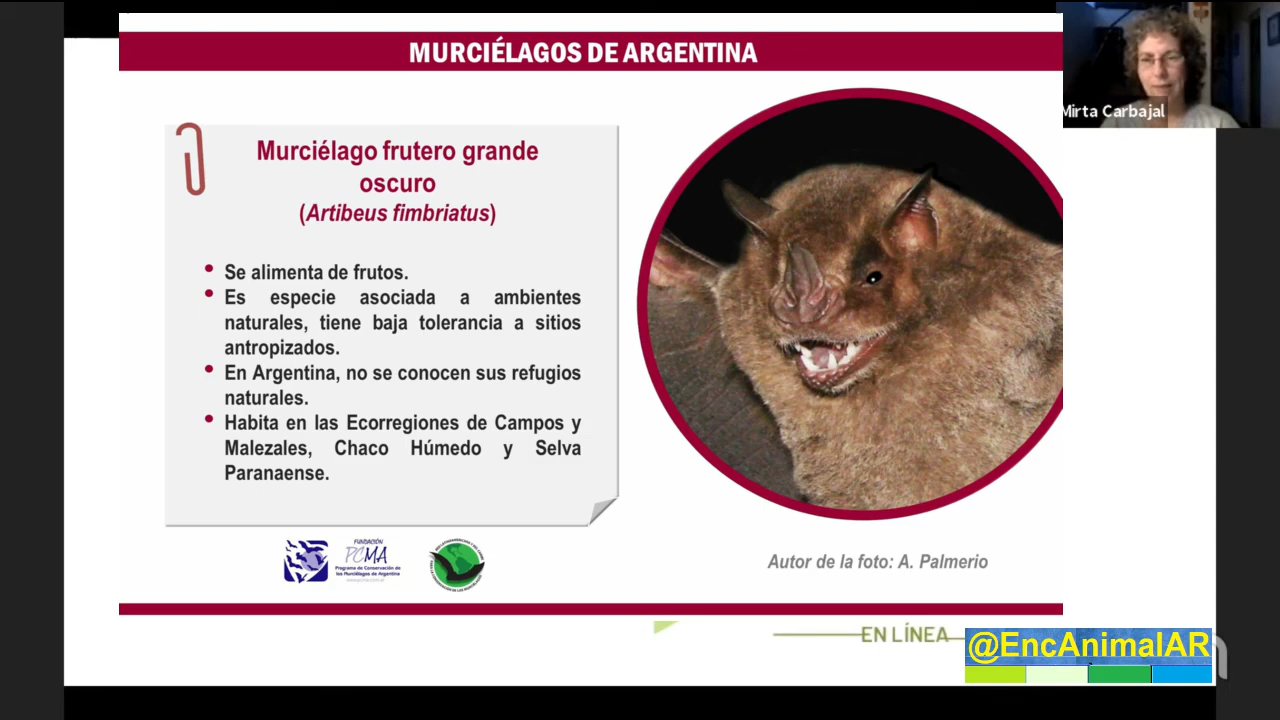 MURCIÉLAGOS DE ARGENTINA
Mirta Carbajal
Murciélago frutero grande
oscuro
(Artibeus fimbriatus)
• Se alimenta de frutos.
• Es especie asociada a ambientes
naturales, tiene baja tolerancia a sitios
antropizados.
• En Argentina, no se conocen sus refugios
naturales.
• Habita en las Ecorregiones de Campos y
Malezales, Chaco Húmedo y Selva
Paranaense.
FUNDACIÓN
PCMA
Programa de Conservación de
los Murciélagos de Argentina
Autor de la foto: A. Palmerio
EN LÍNEA
@EncAnimalAR